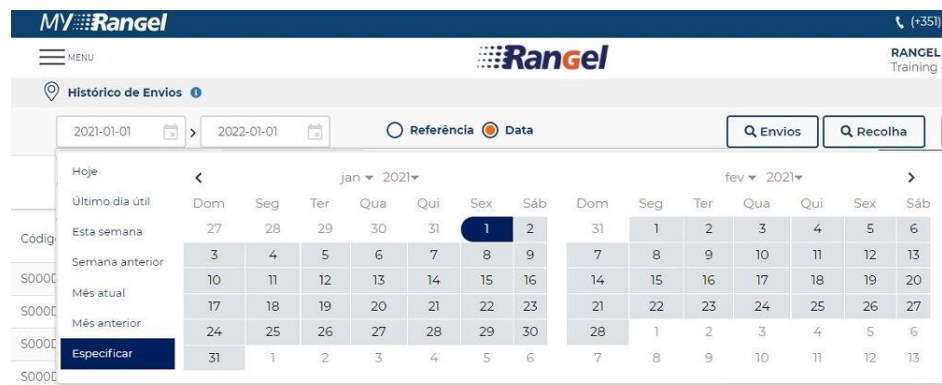 MY Rangel
(+351)
MENU
Rangel
RANGEL
Training
Histórico de Envios
2021-01-01 > 2022-01-01 Referência Data Envios Recolha
Hoje
Último dia útil
Esta semana
Semana anterior
Mês atual
Mês anterior
Especificar
jan 2021
Dom Seg Ter Qua Qui Sex Sáb
27 28 29 30 31 1 2
3 4 5 6 7 8 9
10 11 12 13 14 15 16
17 18 19 20 21 22 23
24 25 26 27 28 29 30
31 1 2 3 4 5 6
fev 2021
Dom Seg Ter Qua Qui Sex Sáb
31 1 2 3 4 5 6
7 8 9 10 11 12 13
14 15 16 17 18 19 20
21 22 23 24 25 26 27
28 1 2 3 4 5 6
7 8 9 10 11 12 13
Códig
S000D
S000D
S000D
S000D